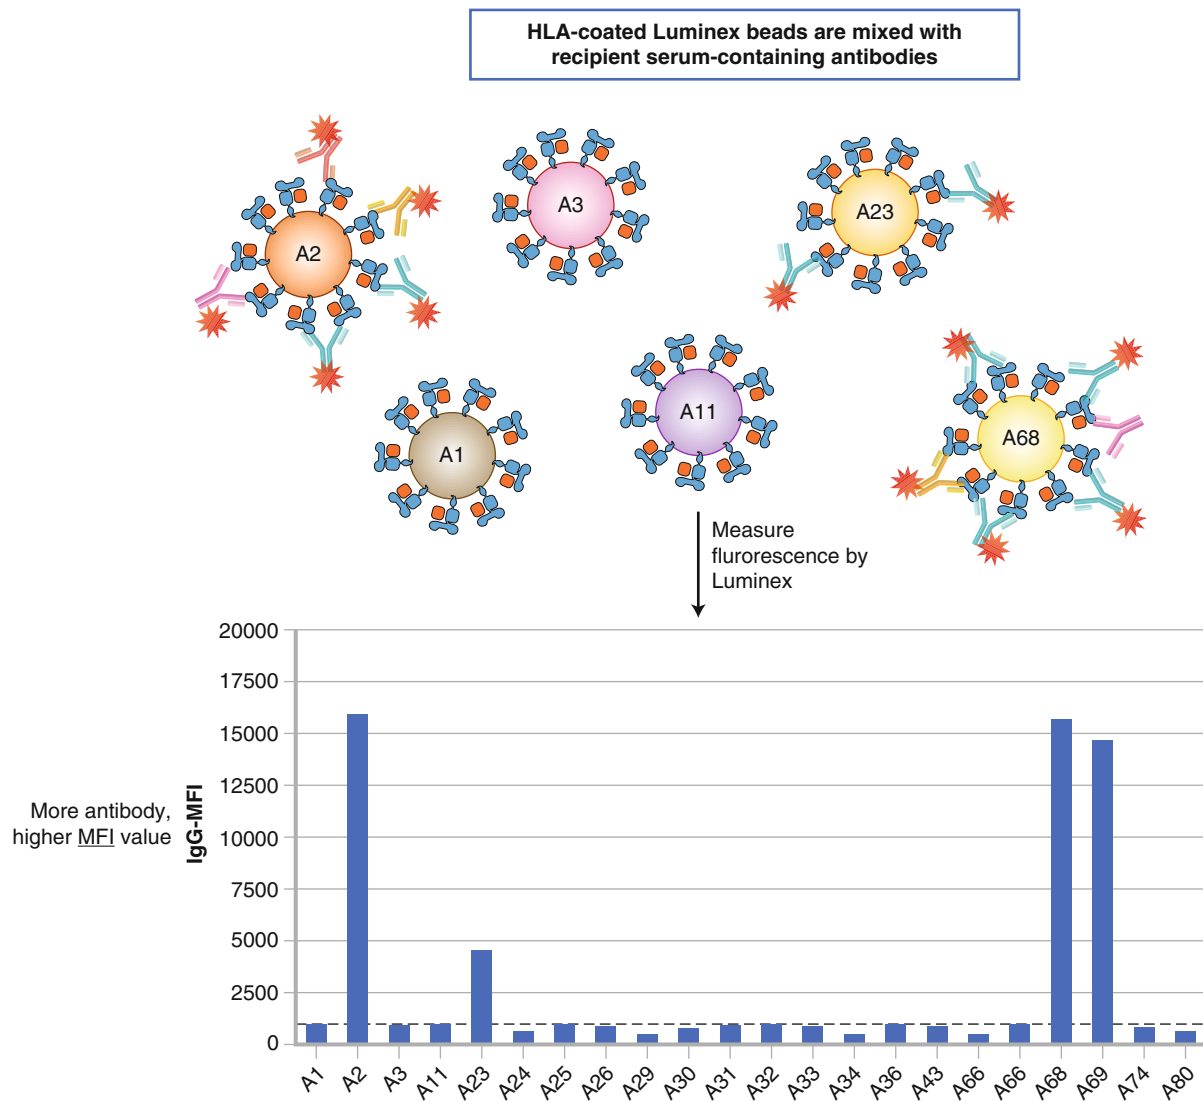 HLA-coated Luminex beads are mixed with
recipient serum-containing antibodies
A3
A23
A2
A11
A68
A1
Measure
flurorescence by
Luminex
20000
17500
15000
12500
10000
7500
5000
2500
0
IgG-MFI
More antibody,
higher MFI value
A1 A2 A3 A11 A23 A24 A25 A26 A29 A30 A31 A32 A33 A34 A36 A43 A66 A66 A68 A69 A74 A80